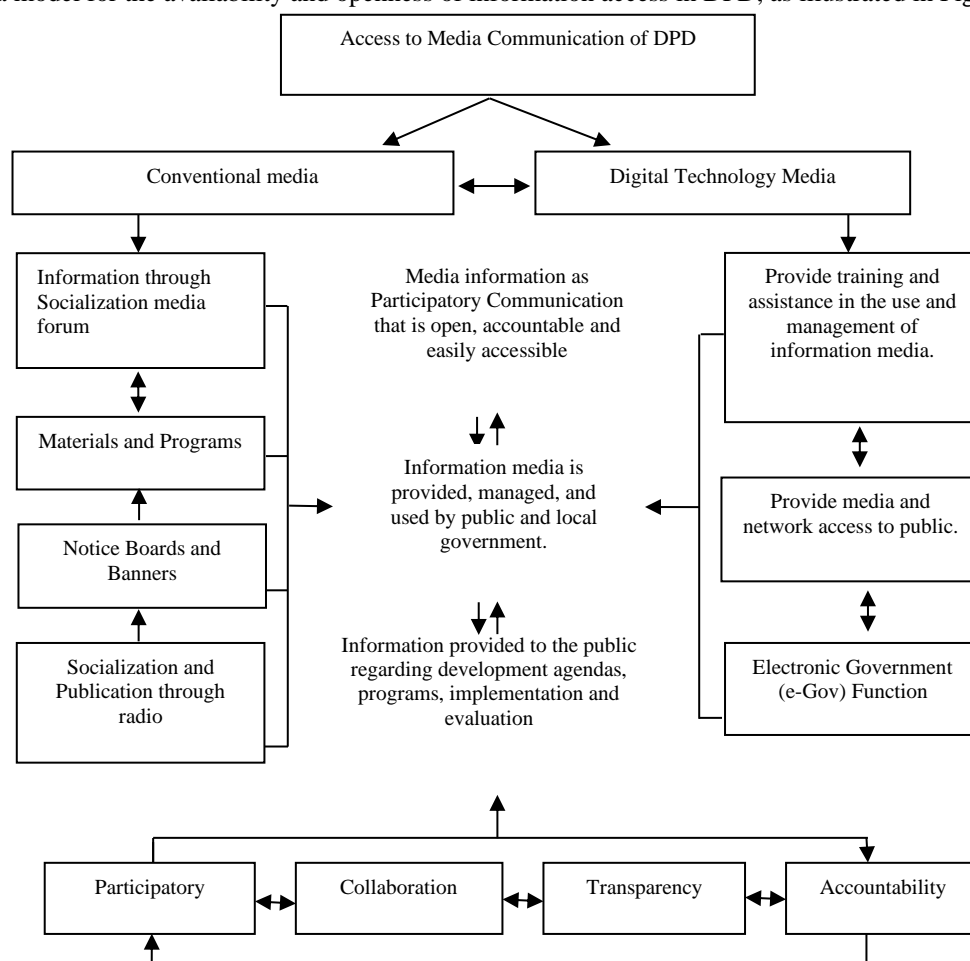 a model for the availability and openness of information access in DPD, as illustrated in Fig
Access to Media Communication of DPD
Conventional media
Digital Technology Media
Information through
Socialization media
forum
Media information as
Participatory Communication
that is open, accountable and
easily accessible
Provide training and
assistance in the use and
management of
information media.
Materials and Programs
Information media is
provided, managed, and
used by public and local
government.
Provide media and
network access to public.
Notice Boards and
Banners
Socialization and
Publication through
radio
Information provided to the public
regarding development agendas,
programs, implementation and
evaluation
Electronic Government
(e-Gov) Function
Participatory
Collaboration
Transparency
Accountability